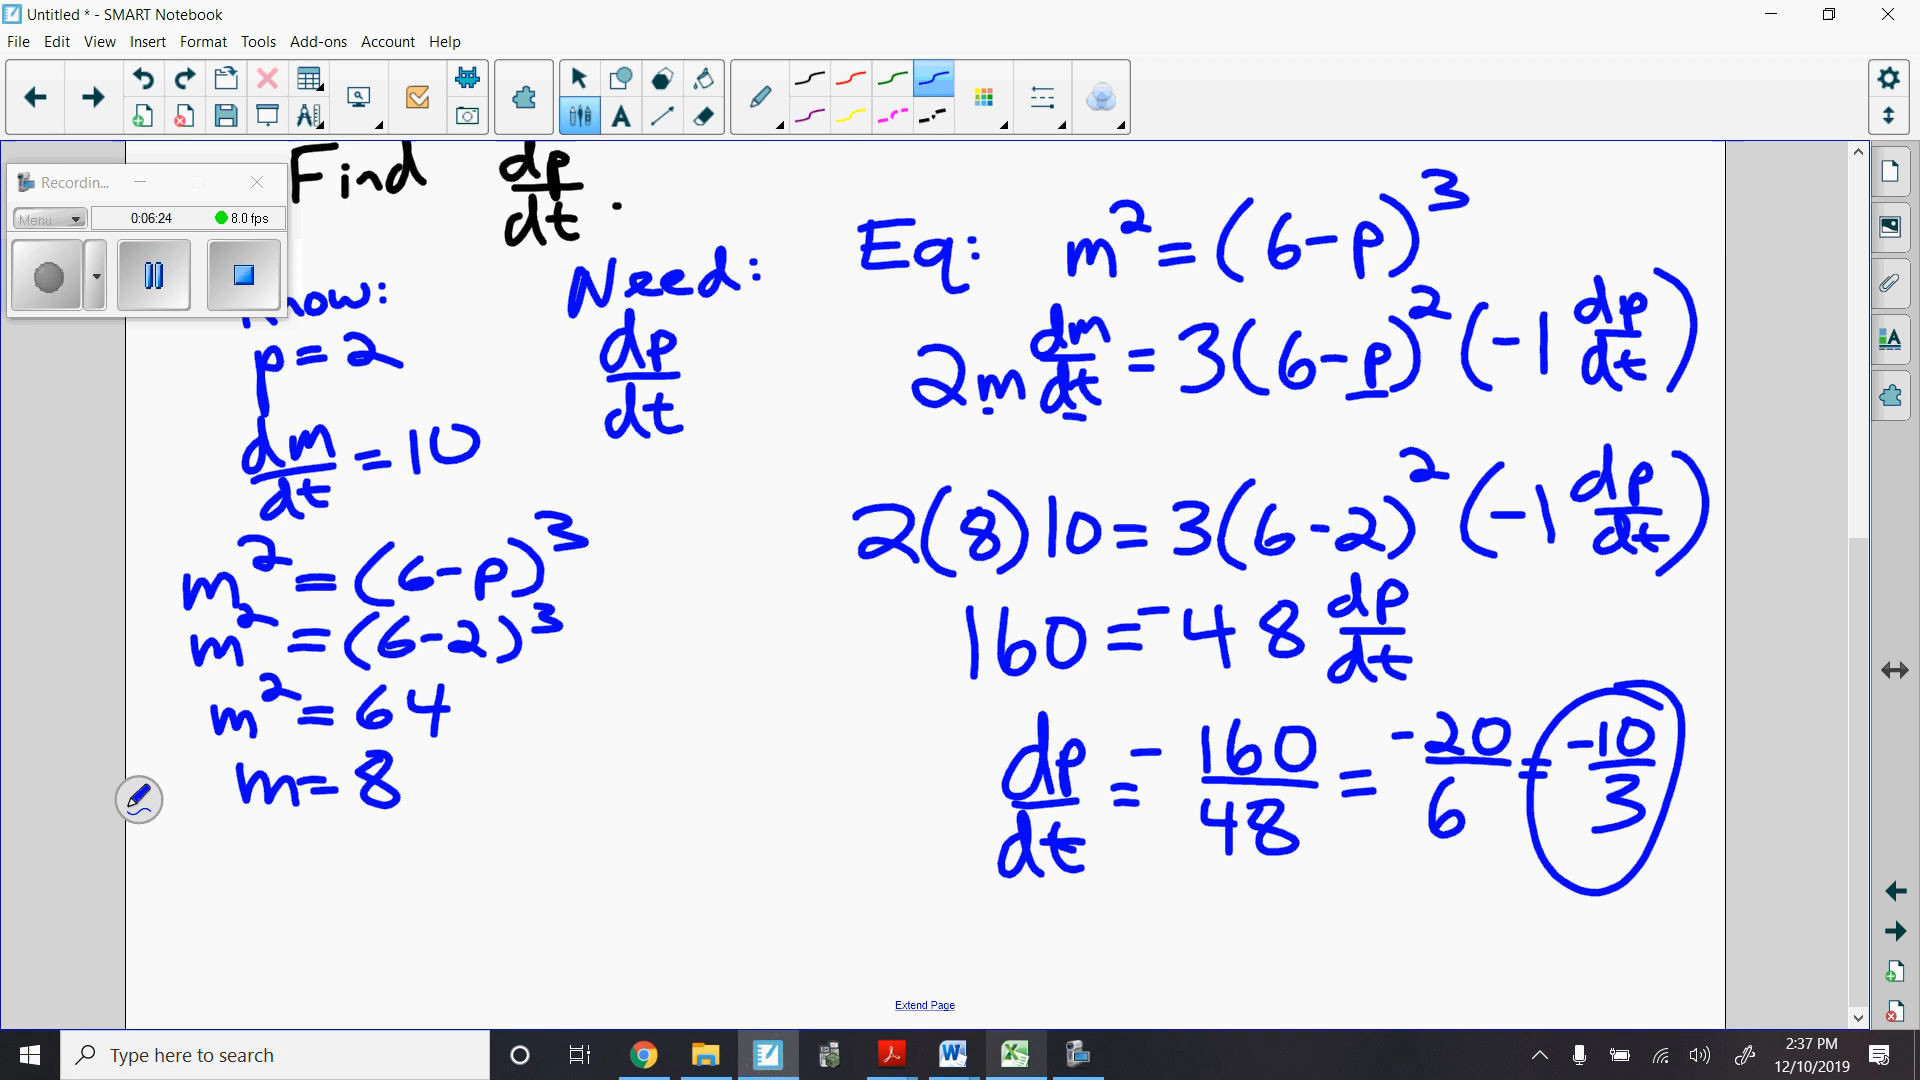 Untitled * - SMART Notebook
File Edit View Insert Format Tools Add-ons Account Help
Recordin...
Menu 0:06:24 8.0 fps
Find dp/dt.
Know:
p=2
dm/dt = 10
m² = (6-p)³
m² = (6-2)³
m² = 64
m = 8
Need:
dp/dt
Eq: m² = (6-p)³
2m dm/dt = 3(6-p)² (-1 dp/dt)
2(8)10 = 3(6-2)² (-1 dp/dt)
160 = -48 dp/dt
dp/dt = -160/48 = -20/6 = -10/3
Extend Page
Type here to search
2:37 PM
12/10/2019